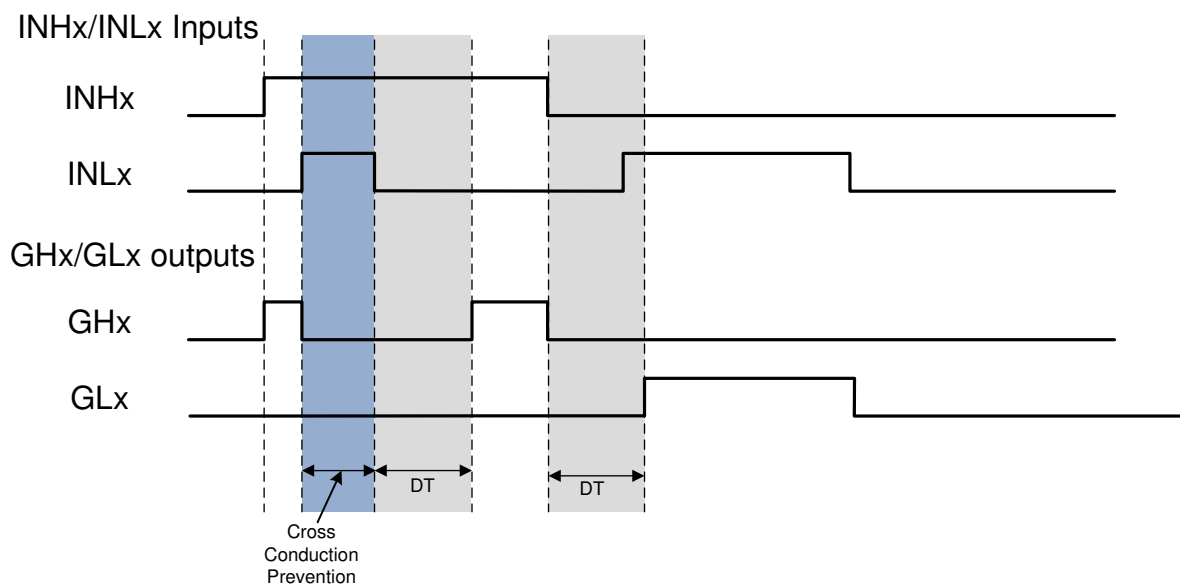 INHx/INLx Inputs
INHx
INLx
GHx/GLx outputs
GHx
GLx
DT
DT
Cross
Conduction
Prevention